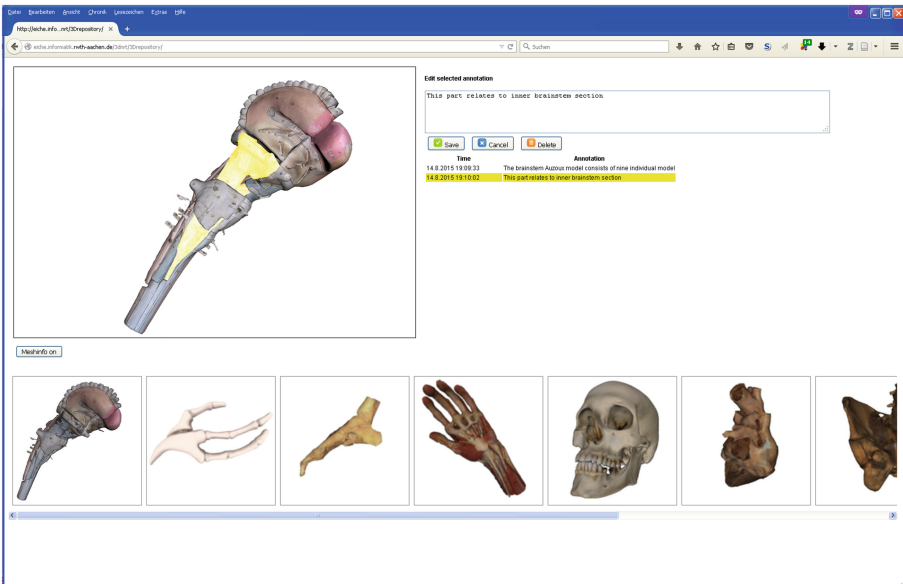 Datei Bearbeiten Ansicht Chronik Lesezeichen Extras Hilfe
http://eiche.info...nrt/3Drepository/ × +
eiche.informatik.rwth-aachen.de/3dnrt/3Drepository/
Suchen
14
Edit selected annotation
This part relates to inner brainstem section
Save Cancel Delete
Time Annotation
14.8.2015 19:09:33 The brainstem Auzoux model consists of nine individual model
14.8.2015 19:10:02 This part relates to inner brainstem section
Meshinfo on